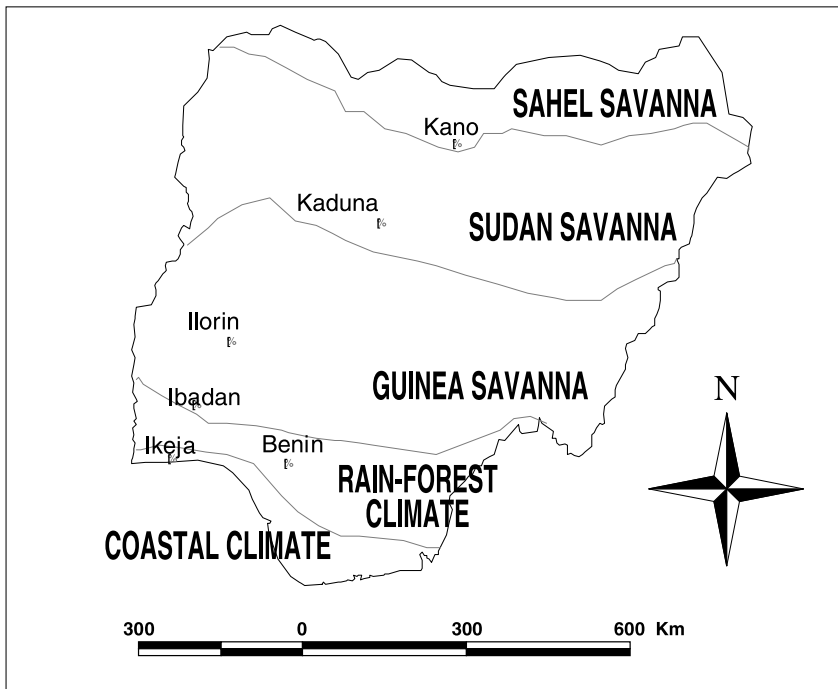 SAHEL SAVANNA
Kano
Kaduna
SUDAN SAVANNA
Ilorin
GUINEA SAVANNA
Ibadan
N
Ikeja
Benin
RAIN-FOREST
CLIMATE
COASTAL CLIMATE
300 0 300 600 Km